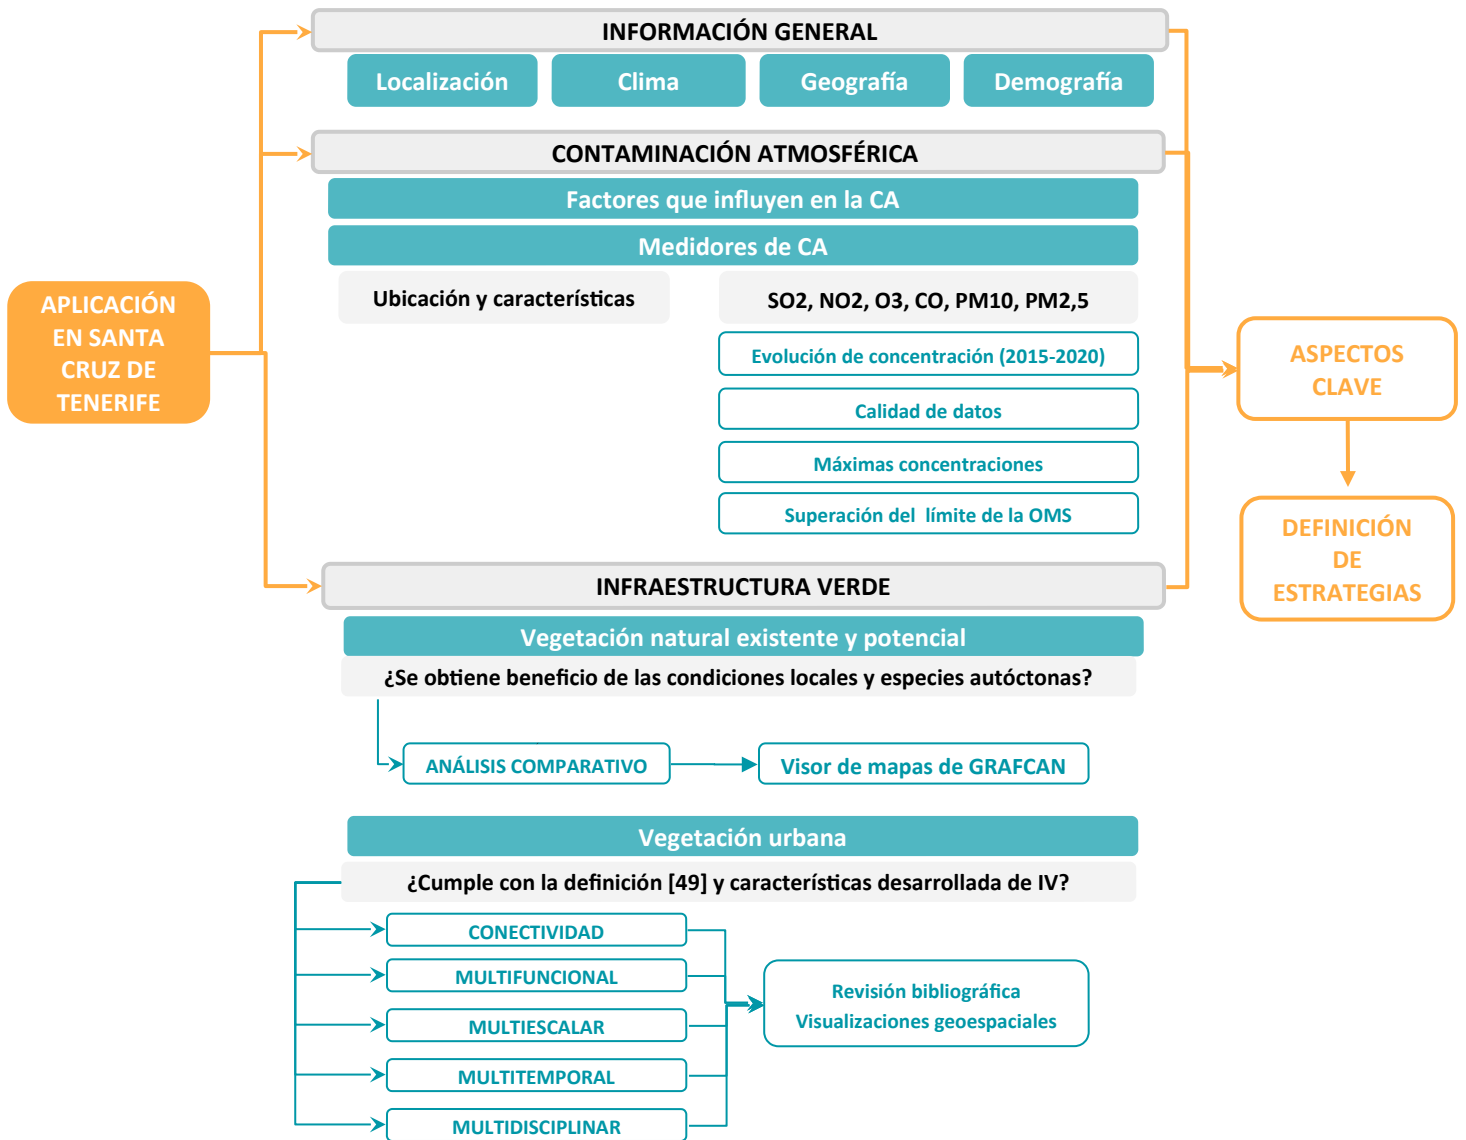 INFORMACIÓN GENERAL
Localización
Clima
Geografía
Demografía
CONTAMINACIÓN ATMOSFÉRICA
Factores que influyen en la CA
Medidores de CA
Ubicación y características
SO2, NO2, O3, CO, PM10, PM2,5
Evolución de concentración (2015-2020)
Calidad de datos
Máximas concentraciones
Superación del límite de la OMS
APLICACIÓN
EN SANTA
CRUZ DE
TENERIFE
ASPECTOS
CLAVE
DEFINICIÓN
DE
ESTRATEGIAS
INFRAESTRUCTURA VERDE
Vegetación natural existente y potencial
¿Se obtiene beneficio de las condiciones locales y especies autóctonas?
ANÁLISIS COMPARATIVO
Visor de mapas de GRAFCAN
Vegetación urbana
¿Cumple con la definición [49] y características desarrollada de IV?
CONECTIVIDAD
MULTIFUNCIONAL
MULTIESCALAR
MULTITEMPORAL
MULTIDISCIPLINAR
Revisión bibliográfica
Visualizaciones geoespaciales